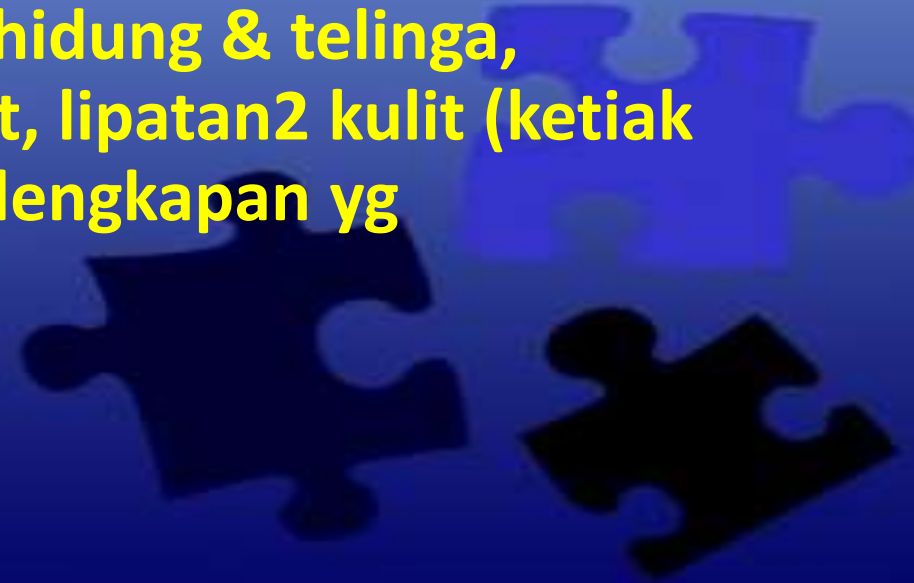 hidung & telinga,
t, lipatan2 kulit (ketiak
lengkapan yg